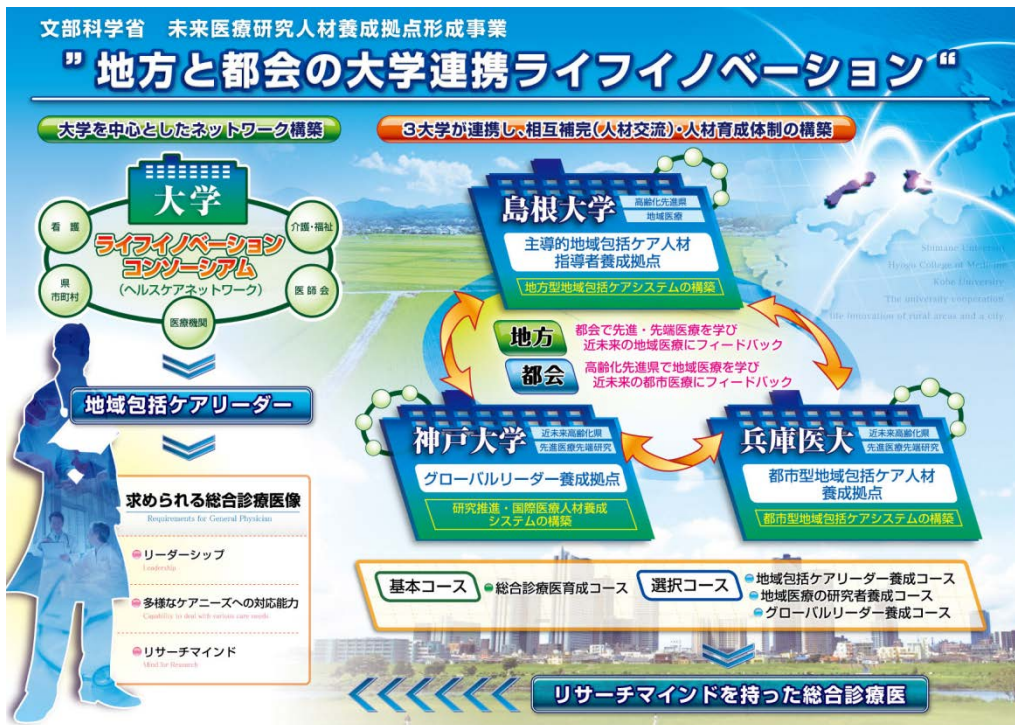 文部科学省 未来医療研究人材養成拠点形成事業
”地方と都会の大学連携ライフイノベーション“
大学を中心としたネットワーク構築
大学
看護
介護・福祉
ライフイノベーション
コンソーシアム
(ヘルスケアネットワーク)
県
市町村
医師会
医療機関
地域包括ケアリーダー
求められる総合診療医像
Requirements for General Physician
リーダーシップ
Leadership
多様なケアニーズへの対応能力
Capability to deal with various care needs
リサーチマインド
Mind for Research
3大学が連携し、相互補完(人材交流)・人材育成体制の構築
島根大学
高齢化先進県
地域医療
主導的地域包括ケア人材
指導者養成拠点
地方型地域包括ケアシステムの構築
Shimane University
Hyogo College of Medicine
Kobe University
The university cooperation
life innovation of rural areas and a city
地方
都会で先進・先端医療を学び
近未来の地域医療にフィードバック
都会
高齢化先進県で地域医療を学び
近未来の都市医療にフィードバック
神戸大学
近未来高齢化県
先進医療先端研究
グローバルリーダー養成拠点
研究推進・国際医療人材養成
システムの構築
兵庫医大
近未来高齢化県
先進医療先端研究
都市型地域包括ケア人材
養成拠点
都市型地域包括ケアシステムの構築
基本コース
総合診療医育成コース
選択コース
地域包括ケアリーダー養成コース
地域医療の研究者養成コース
グローバルリーダー養成コース
リサーチマインドを持った総合診療医